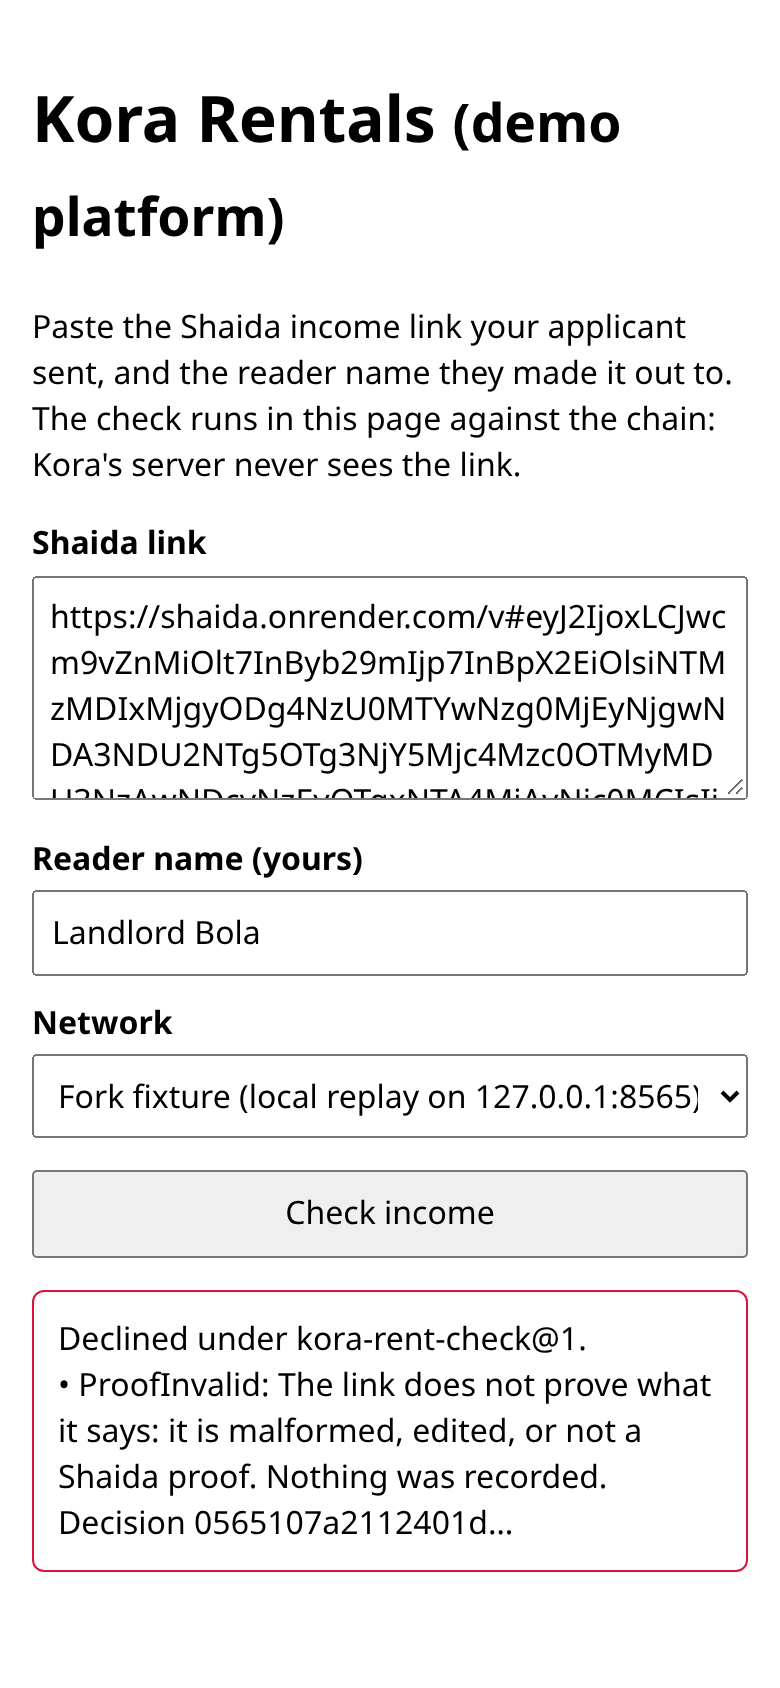 Kora Rentals (demo
platform)
Paste the Shaida income link your applicant
sent, and the reader name they made it out to.
The check runs in this page against the chain:
Kora's server never sees the link.
Shaida link
https://shaida.onrender.com/v#eyJ2IjoxLCJwc
m9vZnMiOlt7InByb29mIjp7InBpX2EiOlsiNTM
zMDIxMjgyODg4NzU0MTYwNzg0MjEyNjgwN
DA3NDU2NTg5OTg3NjY5Mjc4Mzc0OTMyMD
Reader name (yours)
Landlord Bola
Network
Fork fixture (local replay on 127.0.0.1:8565)
Check income
Declined under kora-rent-check@1.
• ProofInvalid: The link does not prove what
it says: it is malformed, edited, or not a
Shaida proof. Nothing was recorded.
Decision 0565107a2112401d...